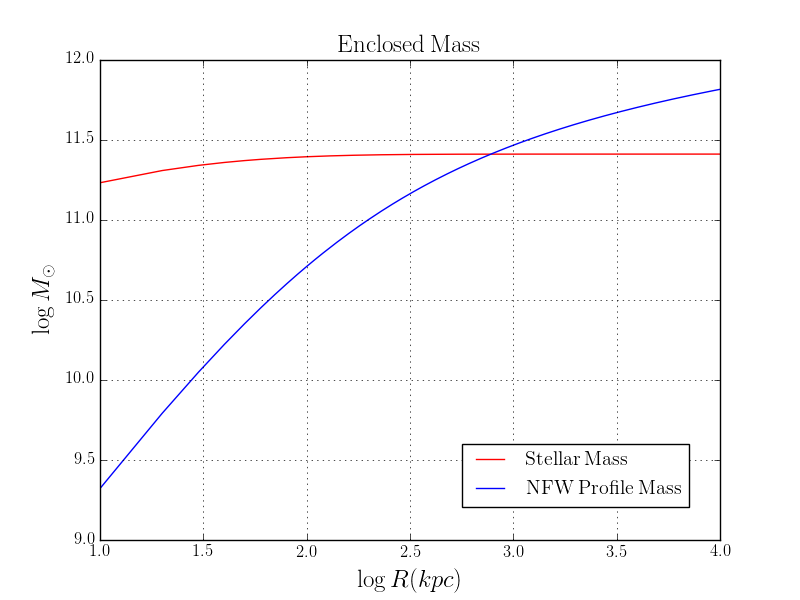 Enclosed Mass
12.0
11.5
11.0
10.5
10.0
9.5
9.0
log M⊙
Stellar Mass
NFW Profile Mass
1.0 1.5 2.0 2.5 3.0 3.5 4.0
log R(kpc)